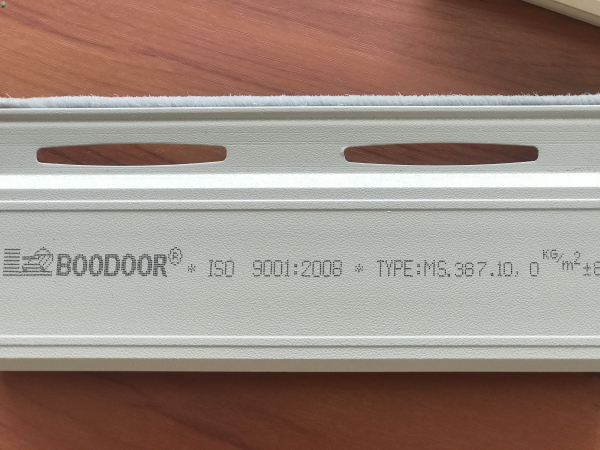 BOODOOR® * ISO 9001:2008 * TYPE:MS.387.10,0 KG/m² ±